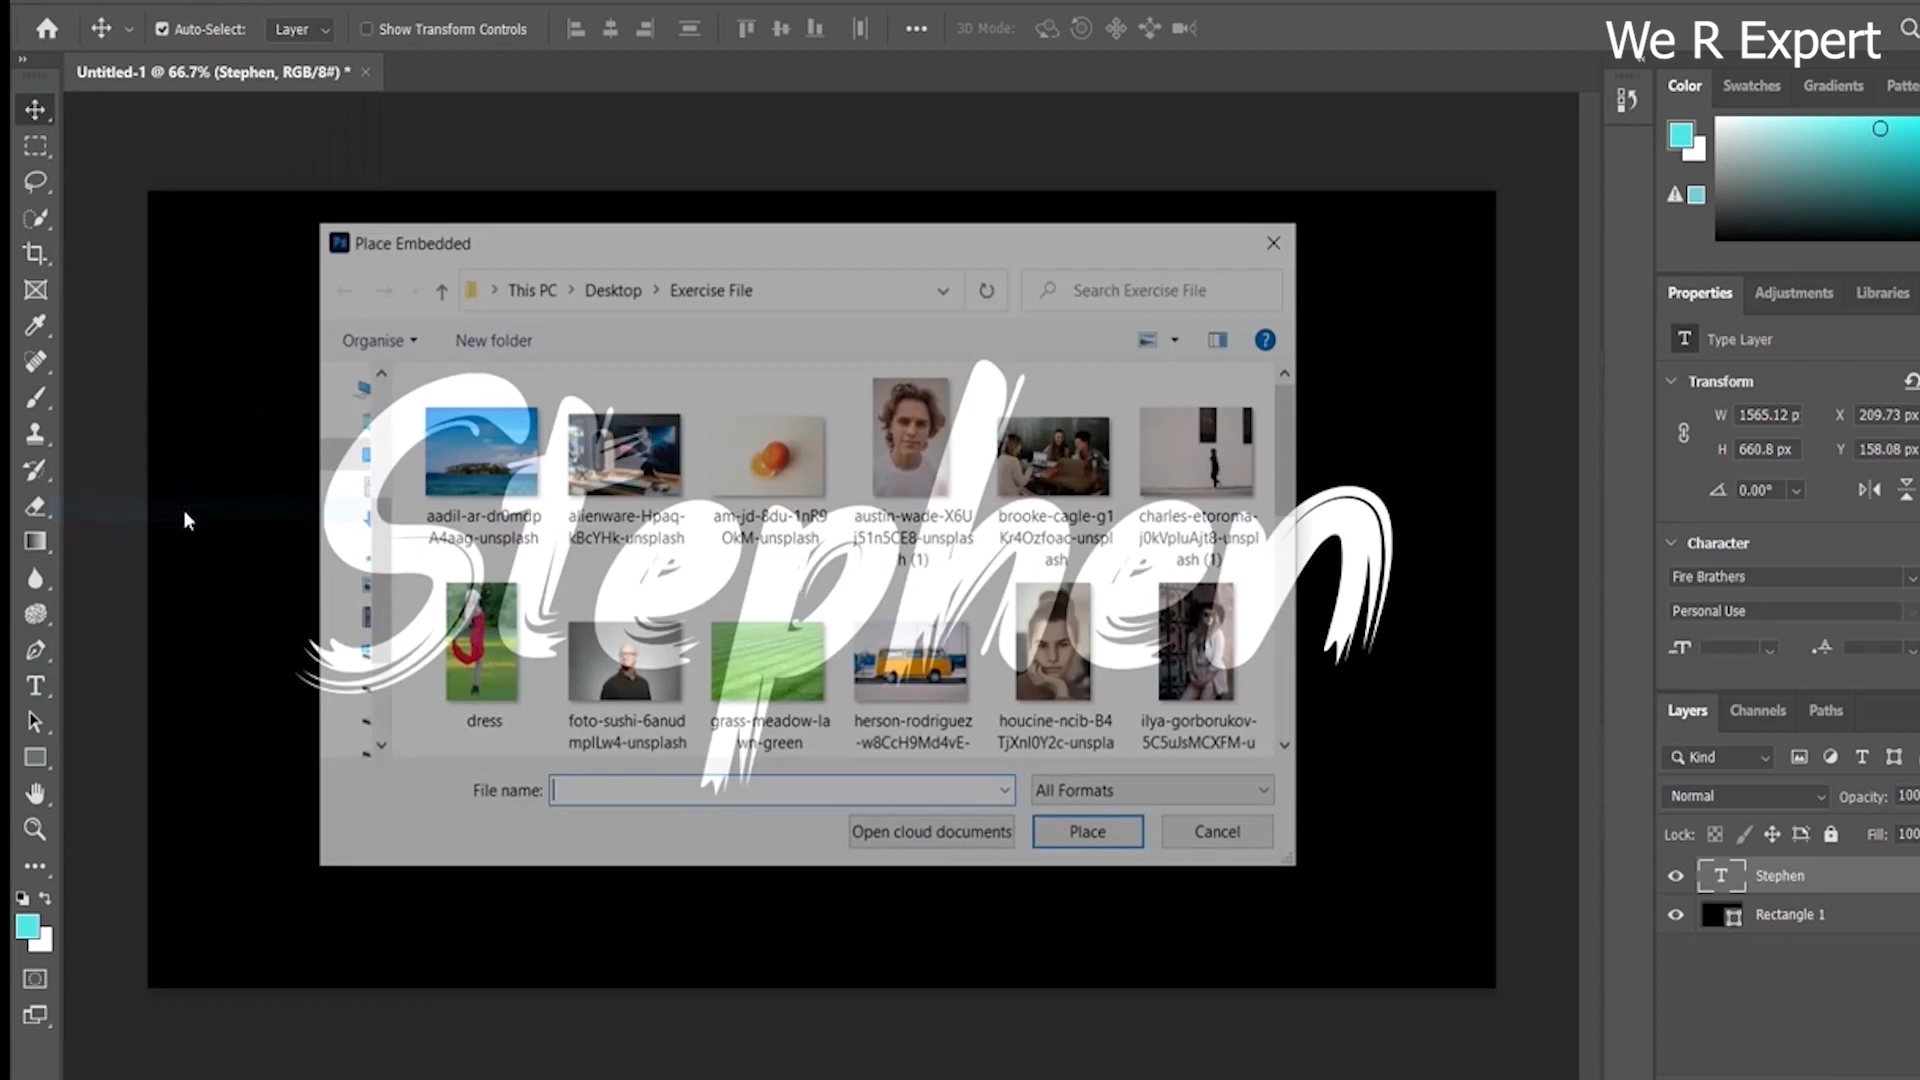 Auto-Select:
Layer
Show Transform Controls
3D Mode:
We R Expert
Untitled-1 @ 66.7% (Stephen, RGB/8#) *
Color
Swatches
Gradients
Patte
Place Embedded
This PC
Desktop
Exercise File
Search Exercise File
Organise
New folder
Stephen
aadil-ar-dr0mdp
A4aag-unsplash
alienware-Hpaq-
kBcYHk-unsplash
am-jd-8du-1nR9
OkM-unsplash
austin-wade-X6U
j51n5CE8-unsplas
h (1)
brooke-cagle-g1
Kr4Ozfoac-unspl
ash
charles-etoroma-
j0kVpluAjt8-unspl
ash (1)
dress
foto-sushi-6anud
mpILw4-unsplash
grass-meadow-la
wn-green
herson-rodriguez
-w8CcH9Md4vE-
houcine-ncib-B4
TjXnI0Y2c-unspla
ilya-gorborukov-
5C5uJsMCXFM-u
File name:
All Formats
Open cloud documents
Place
Cancel
Properties
Adjustments
Libraries
Type Layer
Transform
W
1565.12 p
X
209.73 px
H
660.8 px
Y
158.08 px
0.00°
Character
Fire Brathers
Personal Use
Layers
Channels
Paths
Kind
Normal
Opacity:
100
Lock:
Fill:
100
Stephen
Rectangle 1